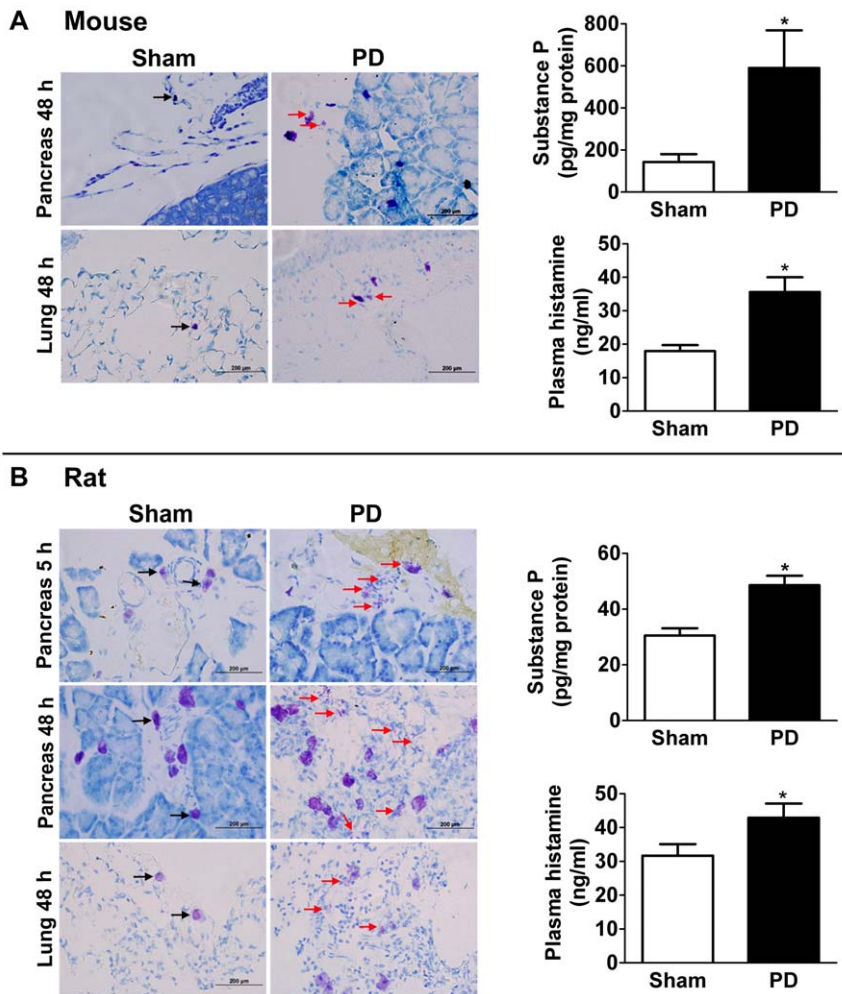 A Mouse
Sham PD
Pancreas 48 h
200 µm
Lung 48 h
200 µm 200 µm
Substance P
(pg/mg protein)
800
600
400
200
0
Sham PD
*
Plasma histamine
(ng/ml)
50
40
30
20
10
0
Sham PD
*
B Rat
Sham PD
Pancreas 5 h
200 µm 200 µm
Pancreas 48 h
200 µm 200 µm
Lung 48 h
200 µm 200 µm
Substance P
(pg/mg protein)
60
40
20
0
Sham PD
*
Plasma histamine
(ng/ml)
50
40
30
20
10
0
Sham PD
*